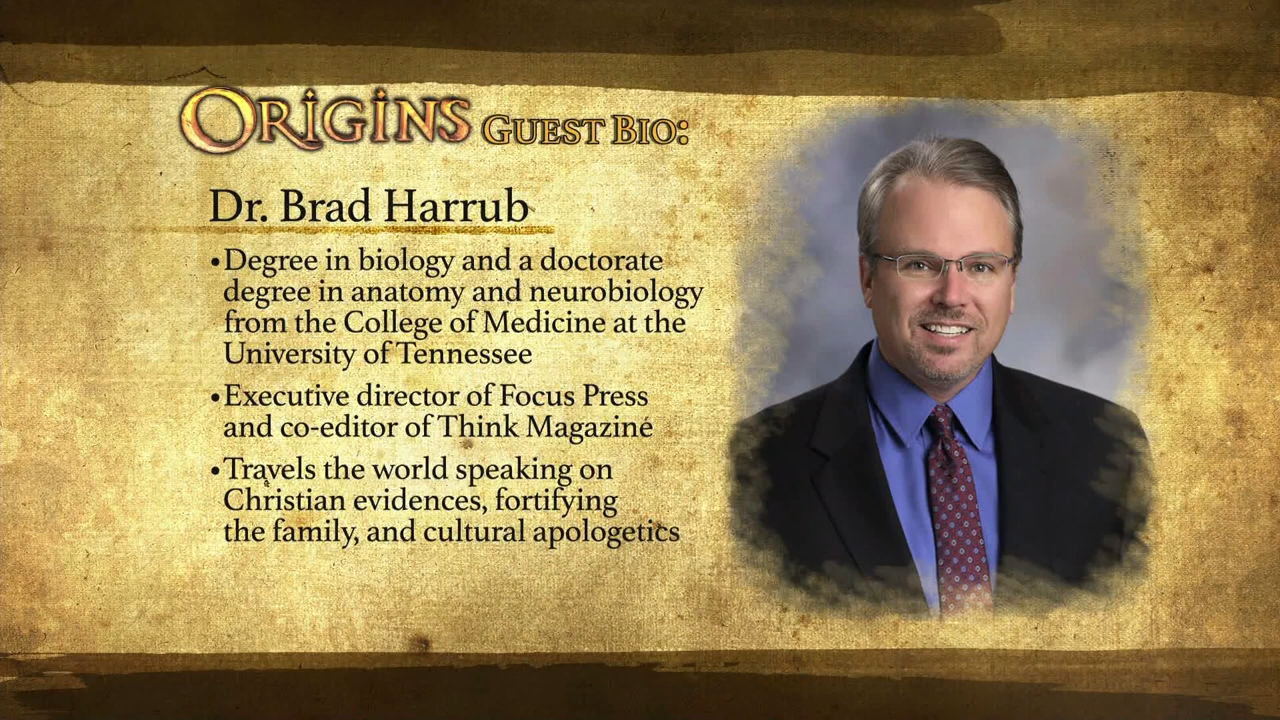 Origins Guest Bio:
Dr. Brad Harrub
•Degree in biology and a doctorate
degree in anatomy and neurobiology
from the College of Medicine at the
University of Tennessee
•Executive director of Focus Press
and co-editor of Think Magazine
•Travels the world speaking on
Christian evidences, fortifying
the family, and cultural apologetics